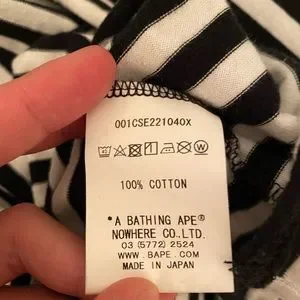 001CSE221040X
100% COTTON
*A BATHING APE®
NOWHERE CO.,LTD.
03 (5772) 2524
WWW.BAPE.COM
MADE IN JAPAN